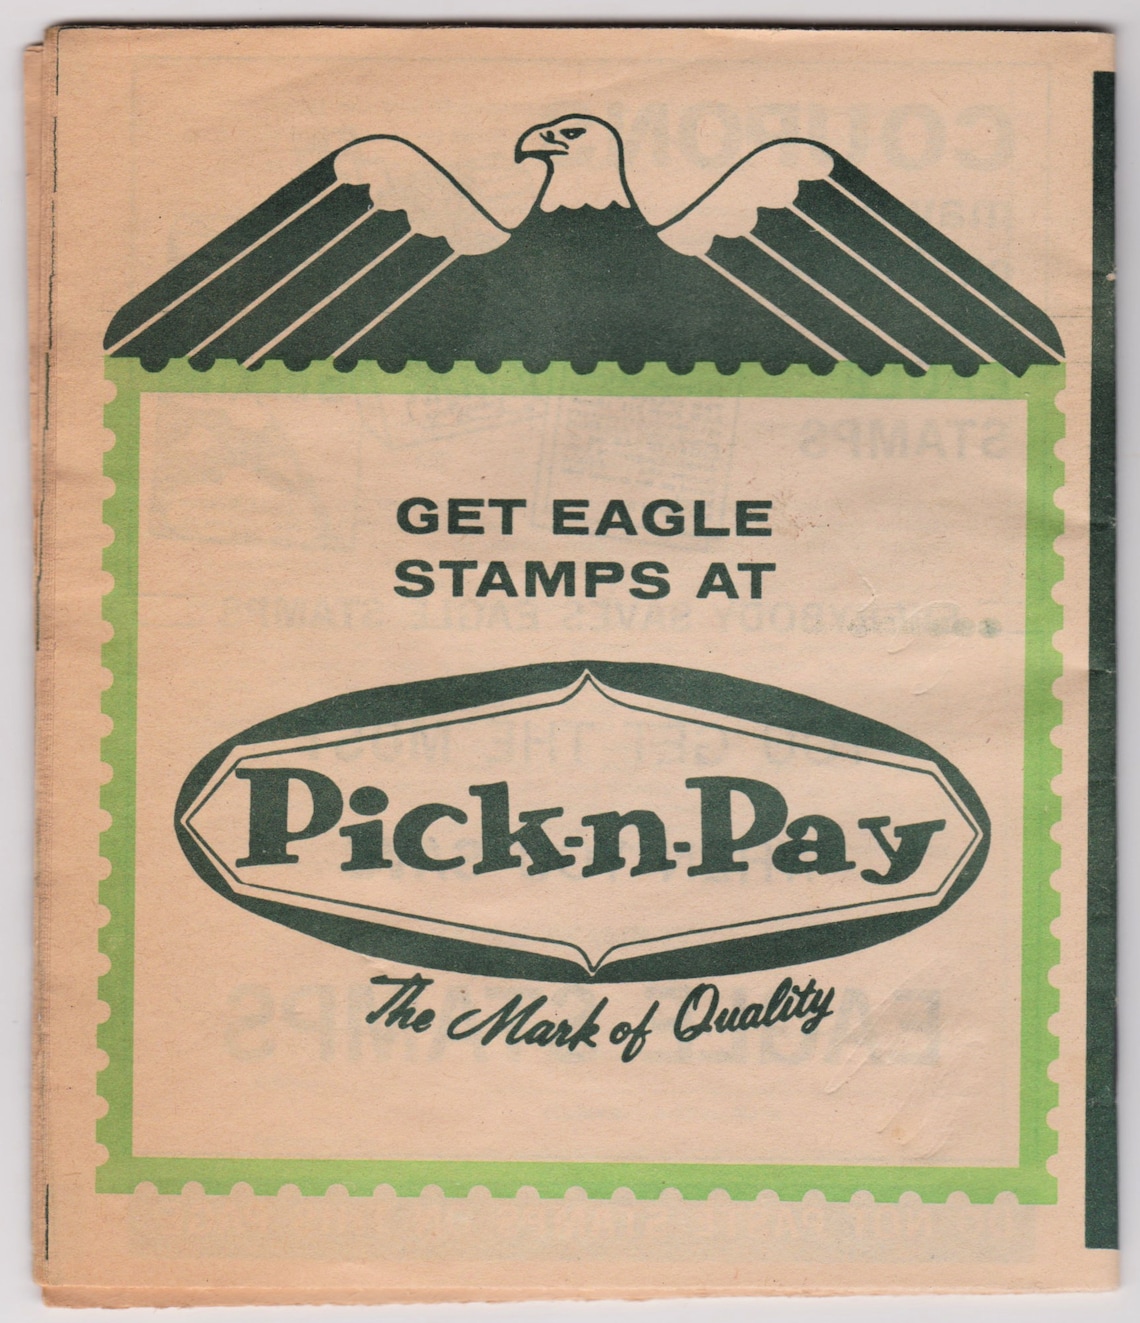 GET EAGLE
STAMPS AT
Pick-n-Pay
The Mark of Quality